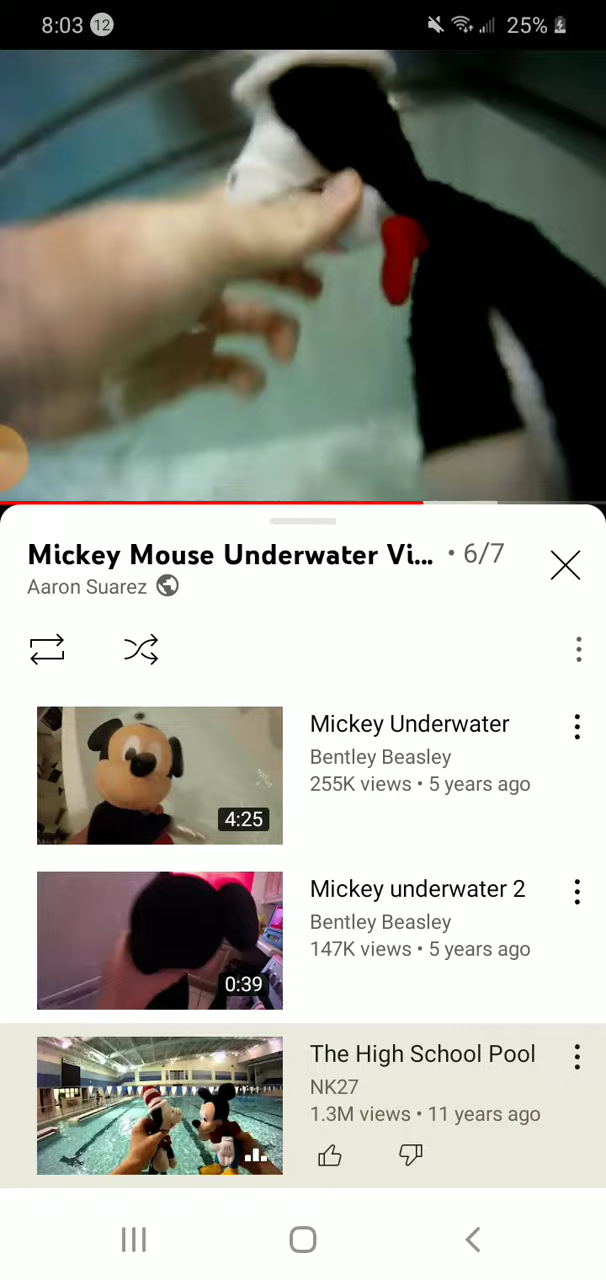 8:03 12 25%
Mickey Mouse Underwater Vi... • 6/7
Aaron Suarez
Mickey Underwater
Bentley Beasley
255K views • 5 years ago
4:25
Mickey underwater 2
Bentley Beasley
147K views • 5 years ago
0:39
The High School Pool
NK27
1.3M views • 11 years ago